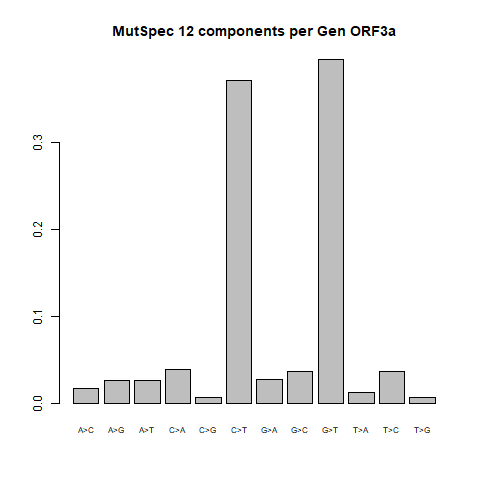 MutSpec 12 components per Gen ORF3a
0.3
0.2
0.1
0.0
A>C A>G A>T C>A C>G C>T G>A G>C G>T T>A T>C T>G